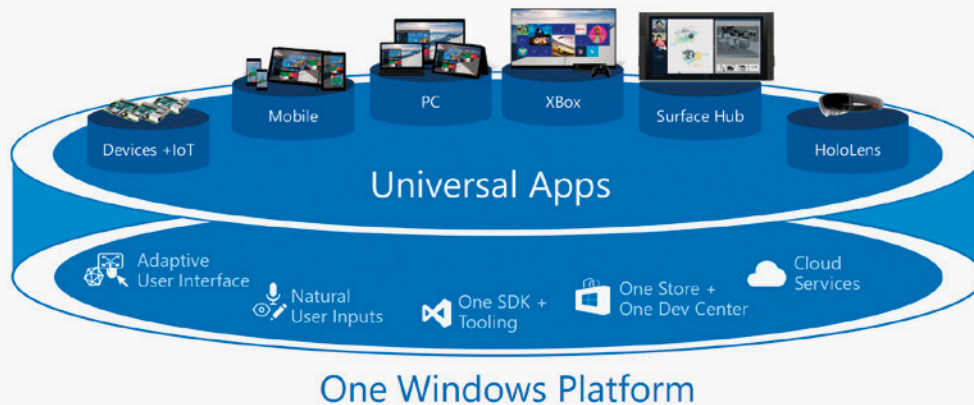 Devices +IoT
Mobile
PC
XBox
Surface Hub
HoloLens
Universal Apps
Adaptive
User Interface
Natural
User Inputs
One SDK +
Tooling
One Store +
One Dev Center
Cloud
Services
One Windows Platform